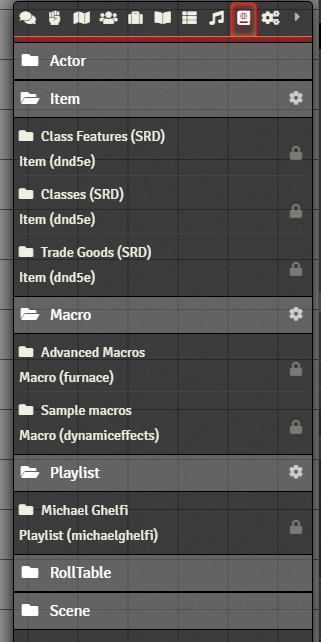 Actor
Item
Class Features (SRD)
Item (dnd5e)
Classes (SRD)
Item (dnd5e)
Trade Goods (SRD)
Item (dnd5e)
Macro
Advanced Macros
Macro (furnace)
Sample macros
Macro (dynamiceffects)
Playlist
Michael Ghelfi
Playlist (michaelghelfi)
RollTable
Scene